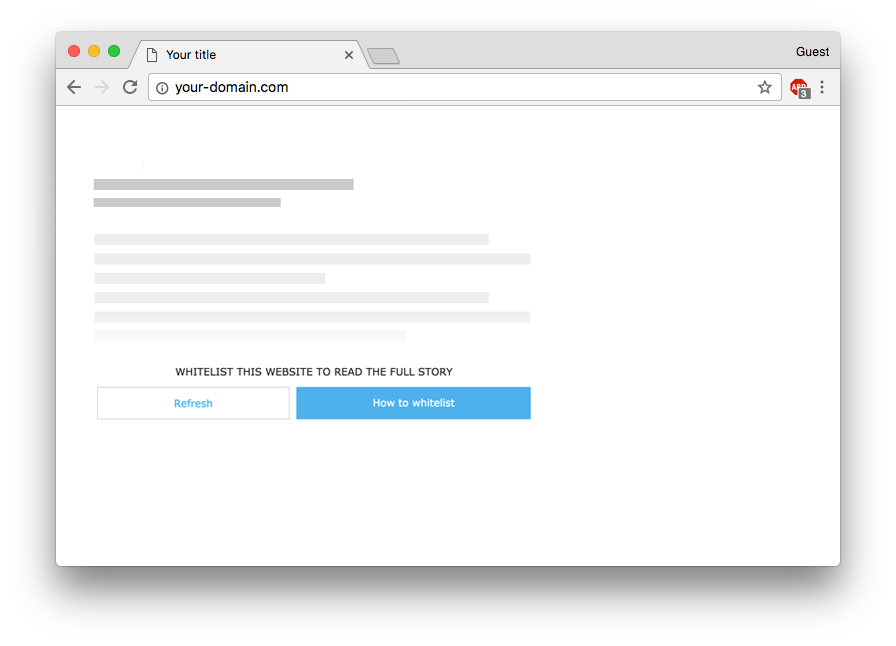 Your title
Guest
your-domain.com
ABP
3
WHITELIST THIS WEBSITE TO READ THE FULL STORY
Refresh
How to whitelist